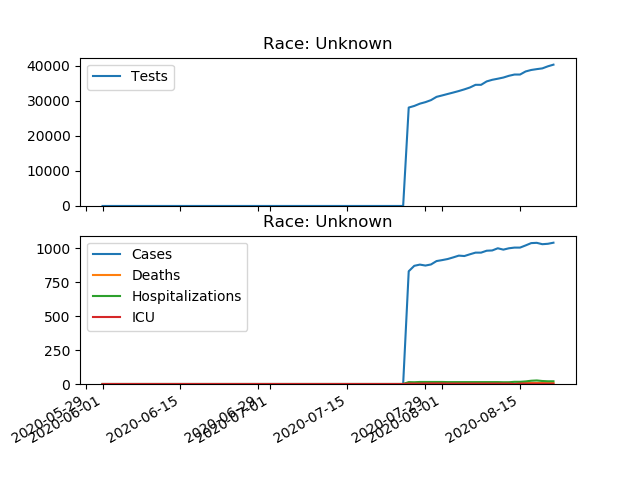 Race: Unknown
40000
30000
20000
10000
0
Tests
Race: Unknown
1000
750
500
250
0
Cases
Deaths
Hospitalizations
ICU
2020-05-29
2020-06-01
2020-06-15
2020-06-29
2020-07-01
2020-07-15
2020-07-29
2020-08-01
2020-08-15